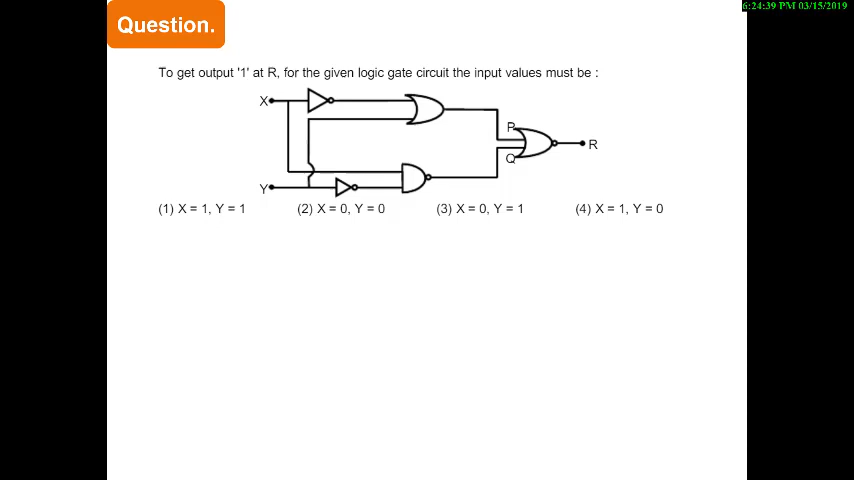 6:24:39 PM 03/15/2019
Question.
To get output '1' at R, for the given logic gate circuit the input values must be :
X
P
R
Q
Y
(1) X = 1, Y = 1 (2) X = 0, Y = 0 (3) X = 0, Y = 1 (4) X = 1, Y = 0